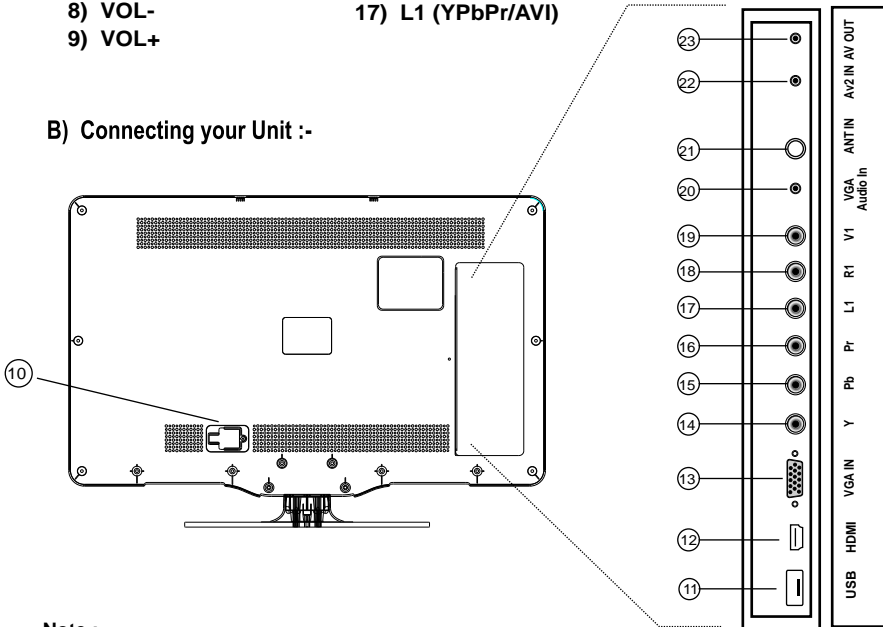 8) VOL-
9) VOL+
17) L1 (YPbPr/AVI)
B) Connecting your Unit :-
10
23
22
21
20
19
18
17
16
15
14
13
12
11
AV OUT
Av2 IN
ANT IN
VGA
Audio In
V1
R1
L1
Pr
Pb
Y
VGA IN
HDMI
USB
Note :